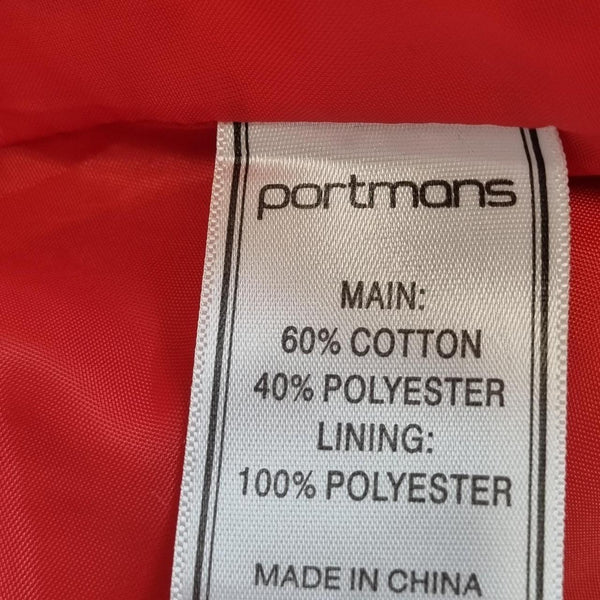 portmans
MAIN:
60% COTTON
40% POLYESTER
LINING:
100% POLYESTER
MADE IN CHINA